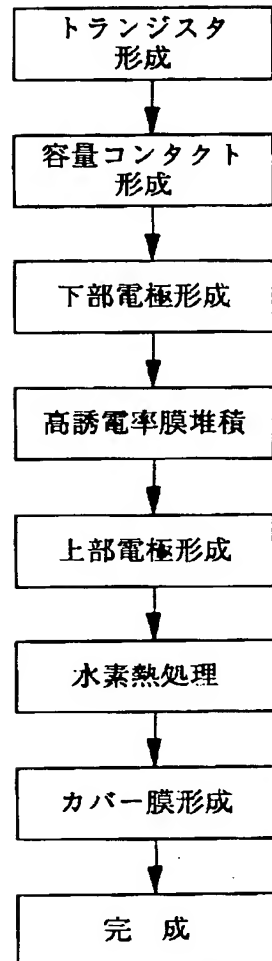 トランジスタ
形成
容量コンタクト
形成
下部電極形成
高誘電率膜堆積
上部電極形成
水素熱処理
カバー膜形成
完 成